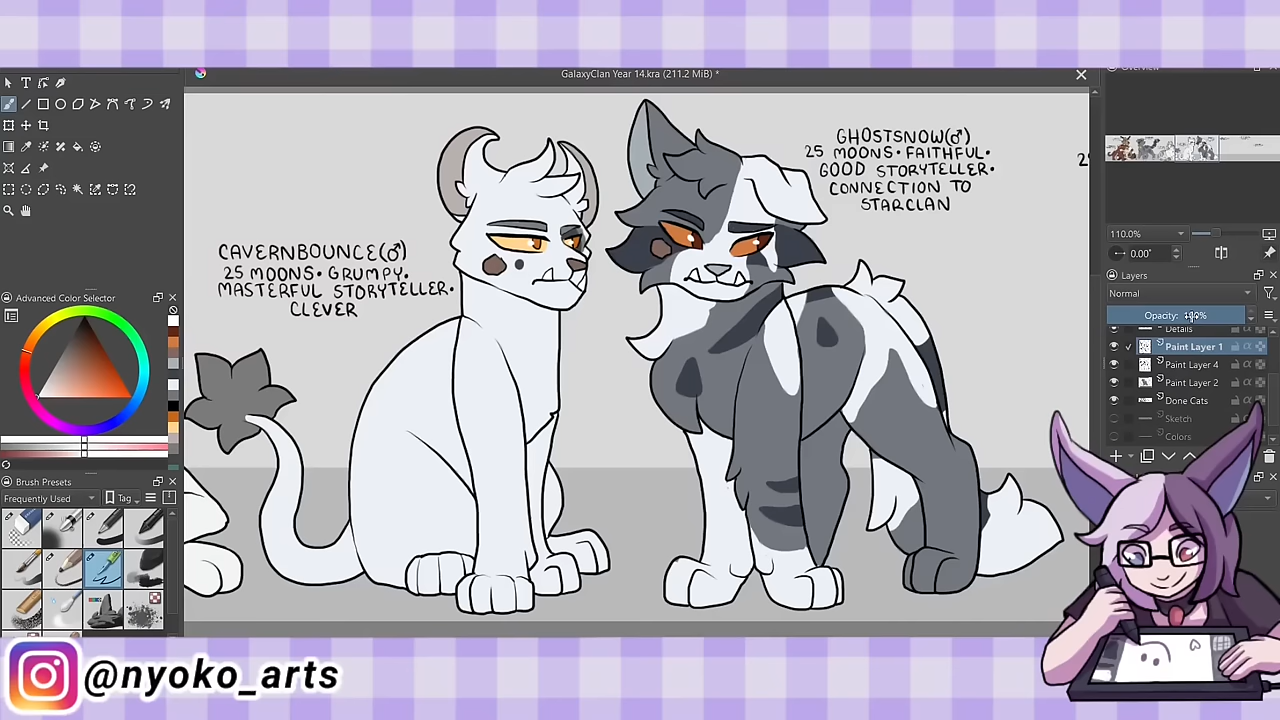 GalaxyClan Year 14.kra (211.2 MiB) *
GHOSTSNOW(♂)
25 MOONS• FAITHFUL•
GOOD STORYTELLER•
CONNECTION TO
STARCLAN
CAVERNBOUNCE(♂)
25 MOONS• GRUMPY•
MASTERFUL STORYTELLER•
CLEVER
Advanced Color Selector
Brush Presets
Frequently Used
Tag
110.0%
0.00°
Layers
Normal
Details
Paint Layer 1
Paint Layer 4
Paint Layer 2
Done Cats
Sketch
Colors
@nyoko_arts